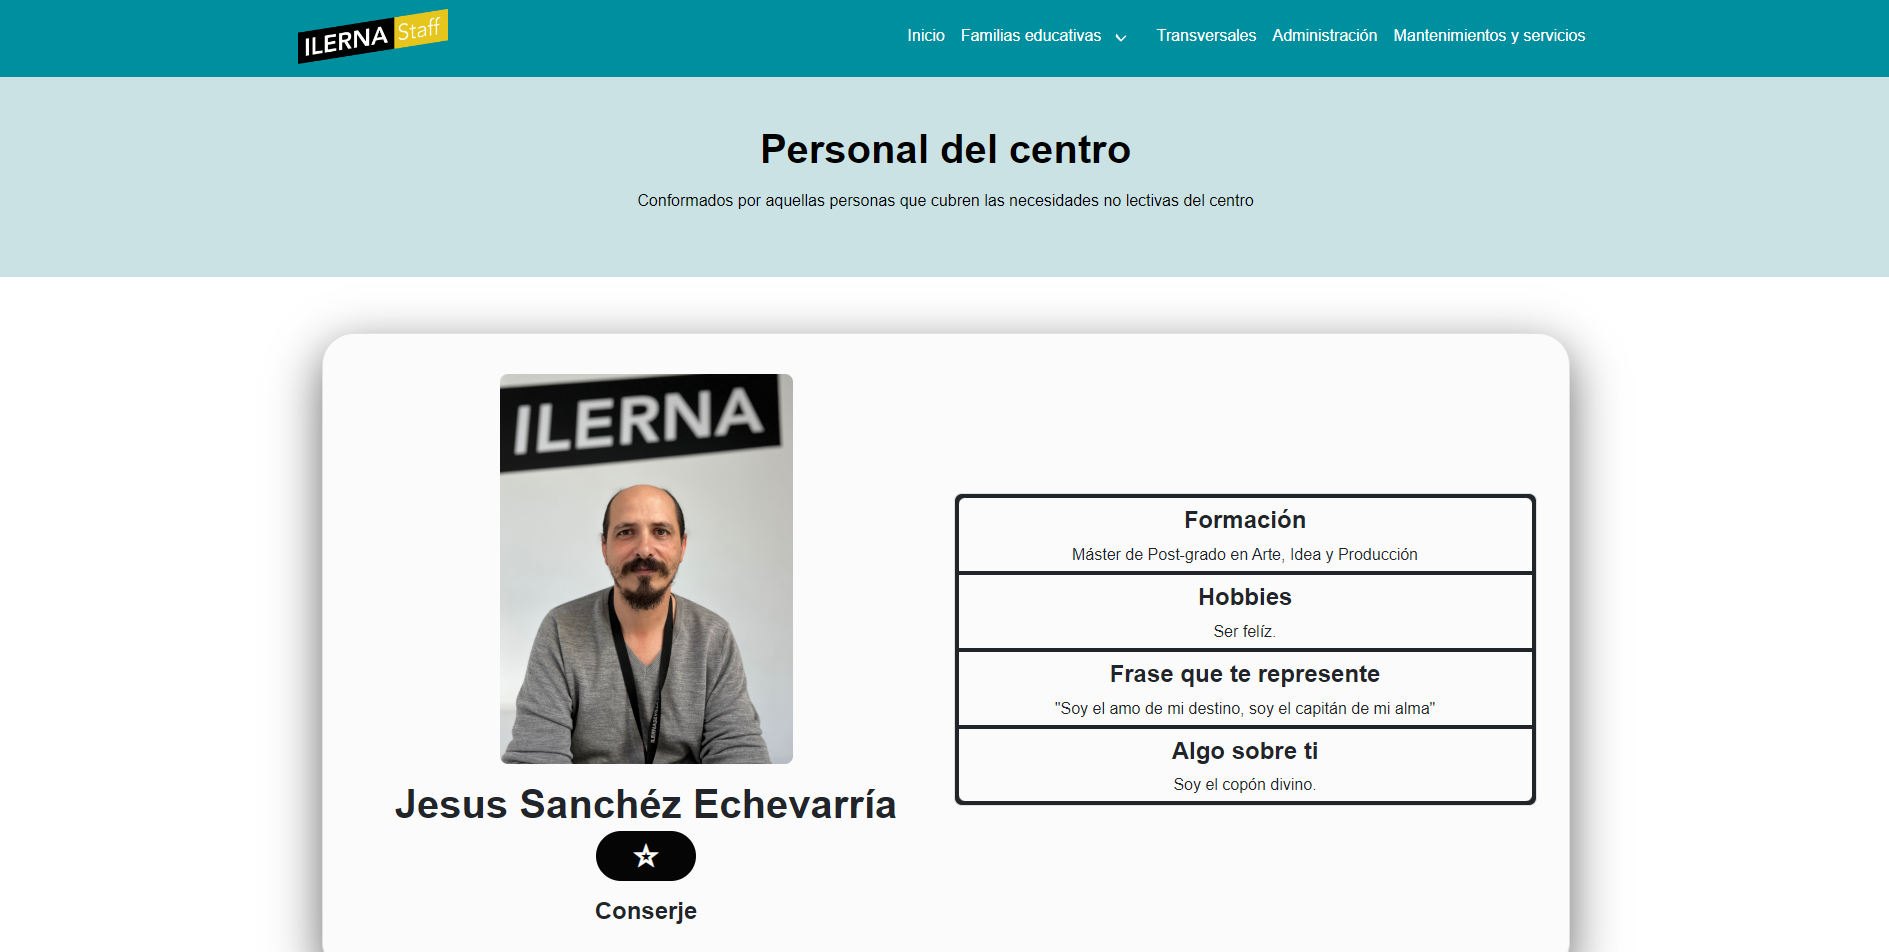 ILERNA Staff
Inicio Familias educativas Transversales Administración Mantenimientos y servicios
Personal del centro
Conformados por aquellas personas que cubren las necesidades no lectivas del centro
ILERNA
Jesus Sanchéz Echevarría
Conserje
Formación
Máster de Post-grado en Arte, Idea y Producción
Hobbies
Ser felíz.
Frase que te represente
"Soy el amo de mi destino, soy el capitán de mi alma"
Algo sobre ti
Soy el copón divino.